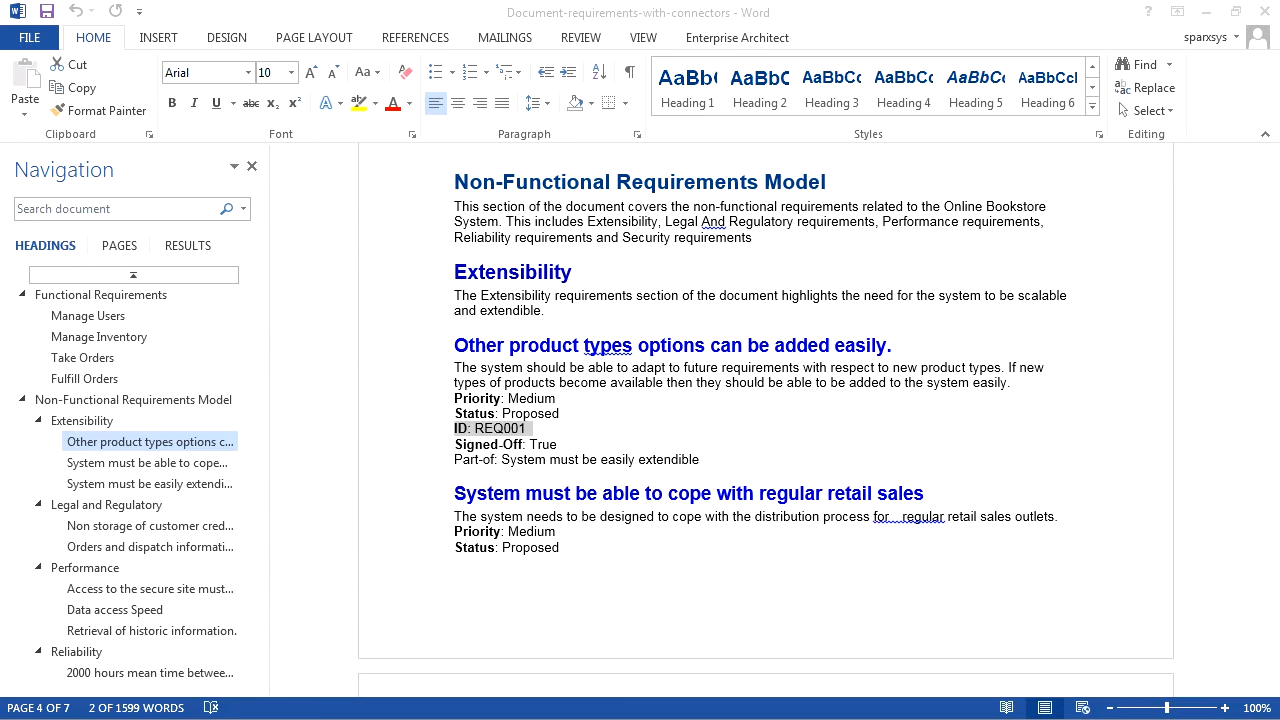 Document-requirements-with-connectors - Word
FILE HOME INSERT DESIGN PAGE LAYOUT REFERENCES MAILINGS REVIEW VIEW Enterprise Architect sparxsys
Paste
Cut
Copy
Format Painter
Clipboard
Arial 10
Font
Paragraph
AaBb( AaBbC AaBbCc AaBbCc AaBbCc AaBbCcI
Heading 1 Heading 2 Heading 3 Heading 4 Heading 5 Heading 6
Styles
Find
Replace
Select
Editing
Navigation
Search document
HEADINGS PAGES RESULTS
Functional Requirements
Manage Users
Manage Inventory
Take Orders
Fulfill Orders
Non-Functional Requirements Model
Extensibility
Other product types options c...
System must be able to cope...
System must be easily extendi...
Legal and Regulatory
Non storage of customer cred...
Orders and dispatch informati...
Performance
Access to the secure site must...
Data access Speed
Retrieval of historic information.
Reliability
2000 hours mean time betwee...
Non-Functional Requirements Model
This section of the document covers the non-functional requirements related to the Online Bookstore
System. This includes Extensibility, Legal And Regulatory requirements, Performance requirements,
Reliability requirements and Security requirements
Extensibility
The Extensibility requirements section of the document highlights the need for the system to be scalable
and extendible.
Other product types options can be added easily.
The system should be able to adapt to future requirements with respect to new product types. If new
types of products become available then they should be able to be added to the system easily.
Priority: Medium
Status: Proposed
ID: REQ001
Signed-Off: True
Part-of: System must be easily extendible
System must be able to cope with regular retail sales
The system needs to be designed to cope with the distribution process for regular retail sales outlets.
Priority: Medium
Status: Proposed
PAGE 4 OF 7 2 OF 1599 WORDS 100%